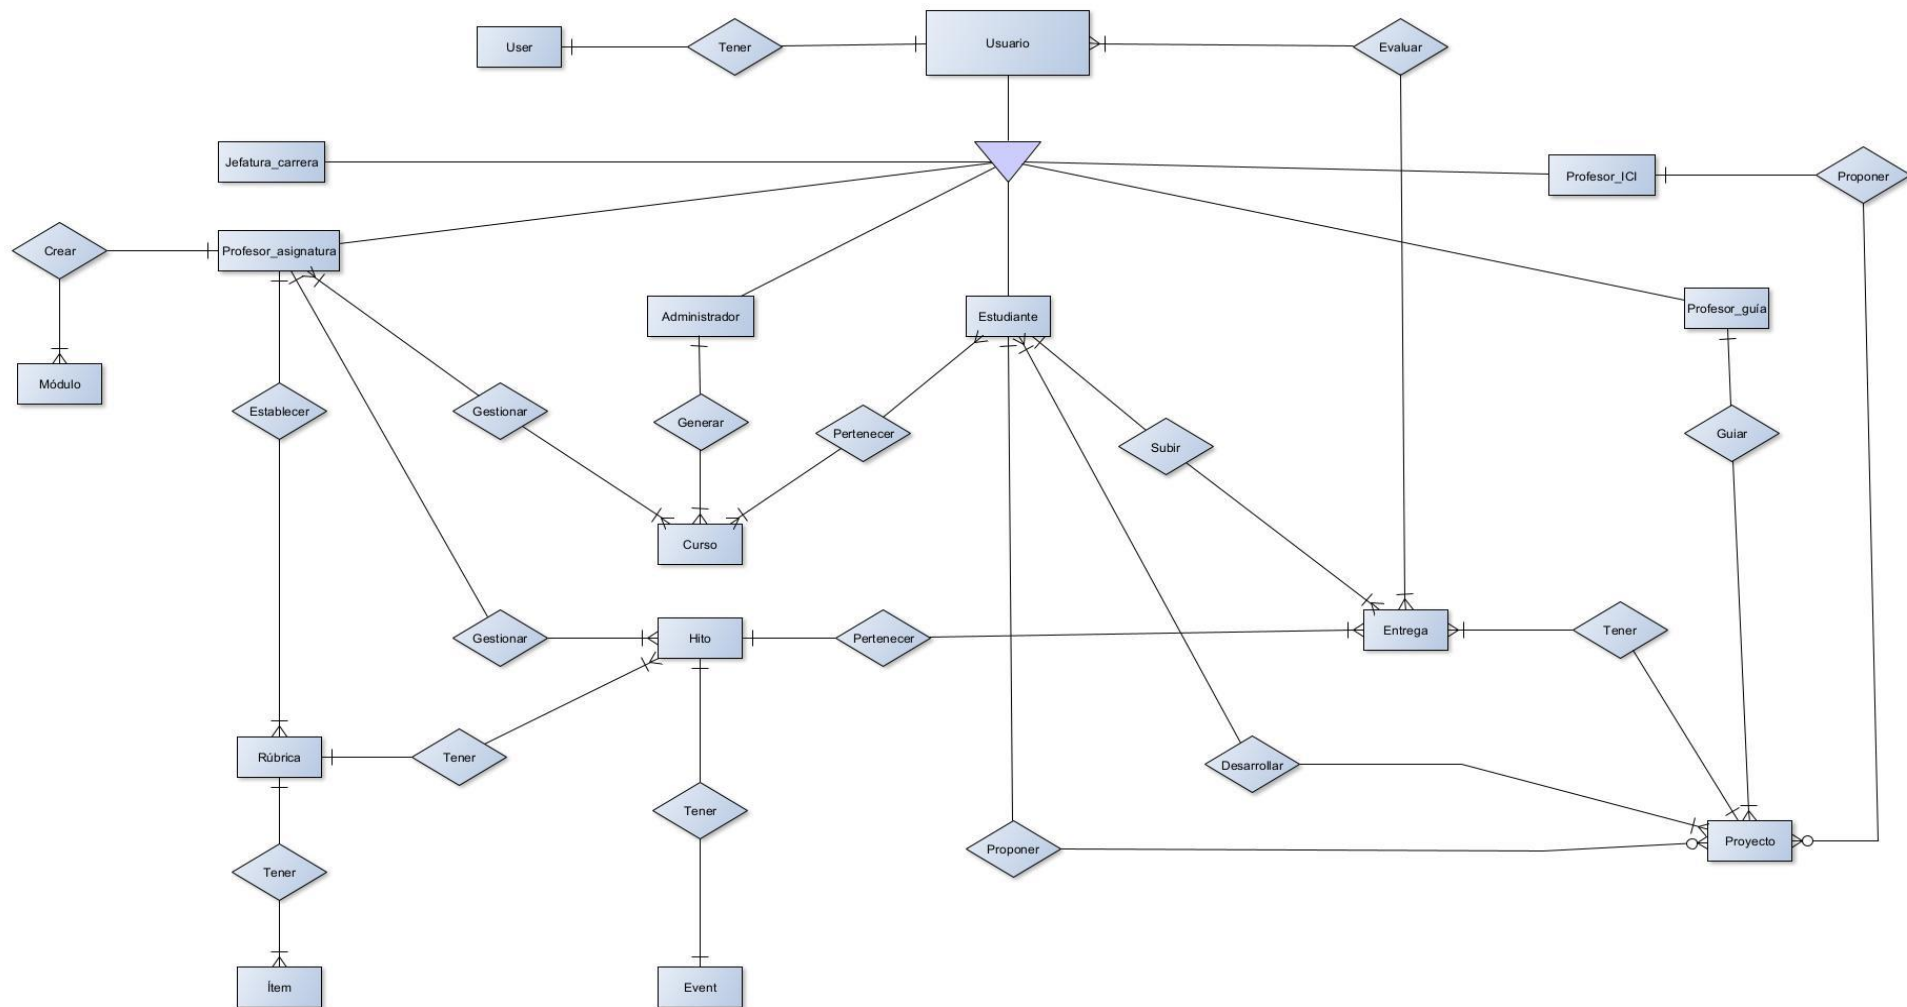 User
Tener
Usuario
Evaluar
Jefatura_carrera
Profesor_ICI
Proponer
Crear
Profesor_asignatura
Administrador
Estudiante
Profesor_guía
Módulo
Establecer
Gestionar
Generar
Pertenecer
Subir
Guiar
Curso
Gestionar
Hito
Pertenecer
Entrega
Tener
Rúbrica
Tener
Desarrollar
Tener
Proponer
Proyecto
Tener
Ítem
Event